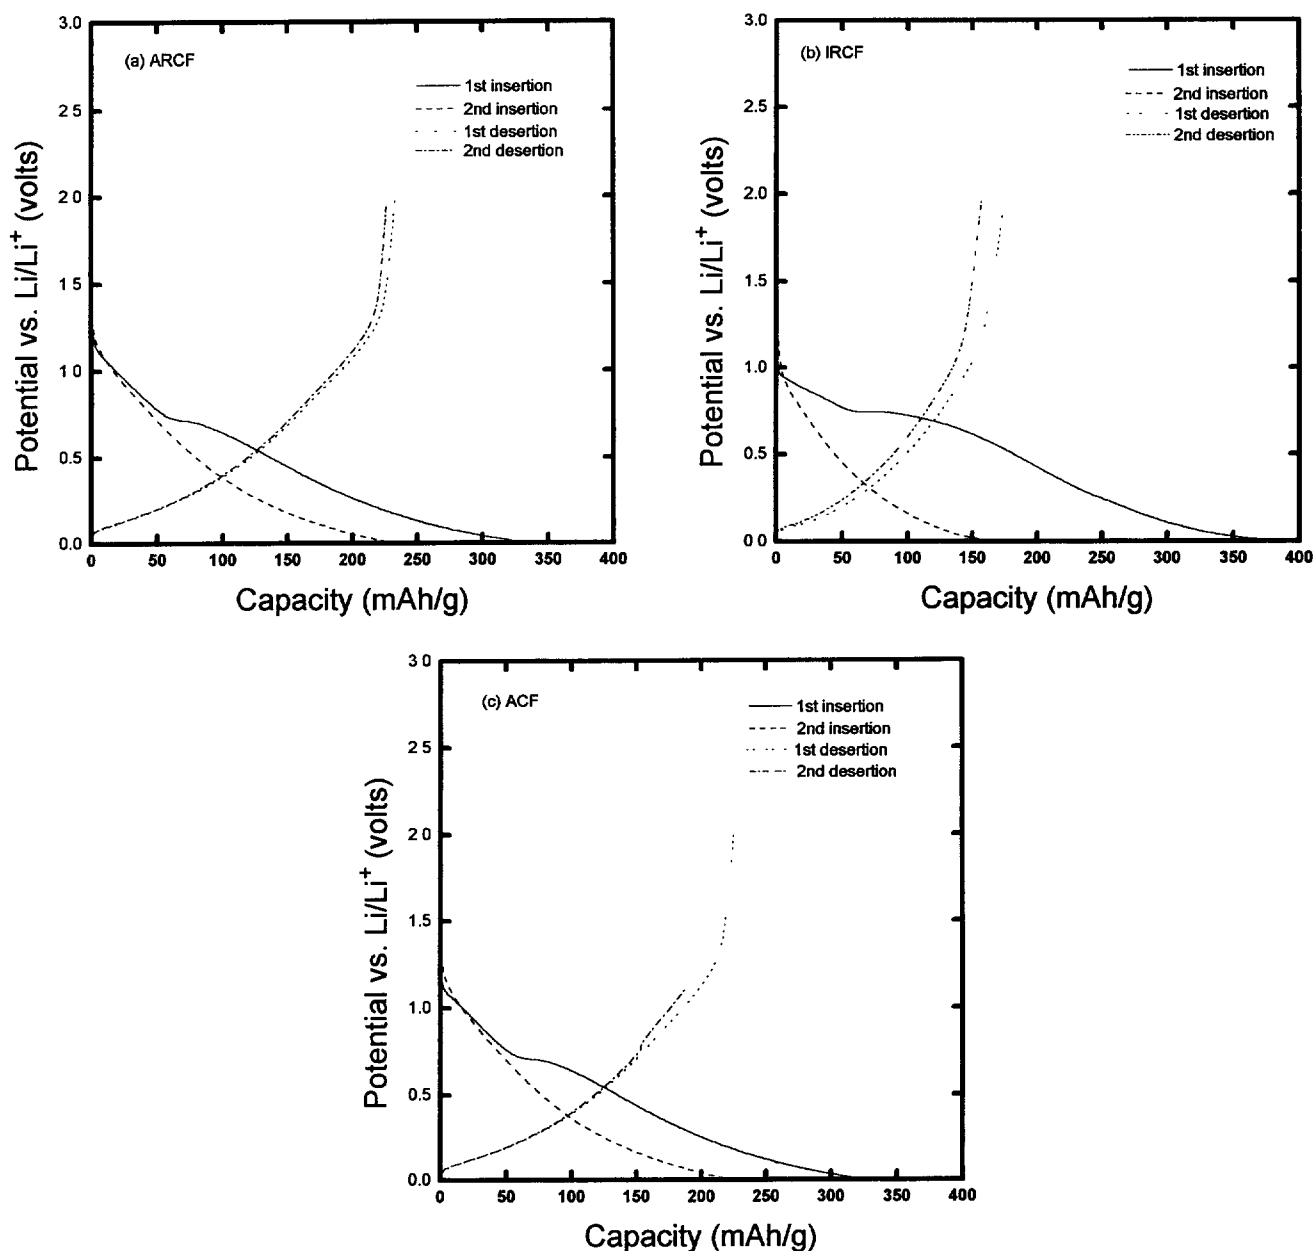 (a) ARCF
1st insertion
2nd insertion
1st desertion
2nd desertion
Potential vs. Li/Li+ (volts)
3.0
2.5
2 0
1.5
1.0
0.5
0.0
0 50 100 150 200 250 300 350 400
Capacity (mAh/g)
(b) IRCF
1st insertion
2nd insertion
1st desertion
2nd desertion
Potential vs. Li/Li+ (volts)
3.0
2.5
2.0
1.5
1.0
0.5
0 0
0 50 100 150 200 250 300 350 400
Capacity (mAh/g)
(c) ACF
1st insertion
2nd insertion
1st desertion
2nd desertion
Potential vs. Li/Li+ (volts)
3 0
2 5
2 0
1.5
1.0
0.5
0.0
0 50 100 150 200 250 300 350 400
Capacity (mAh/g)